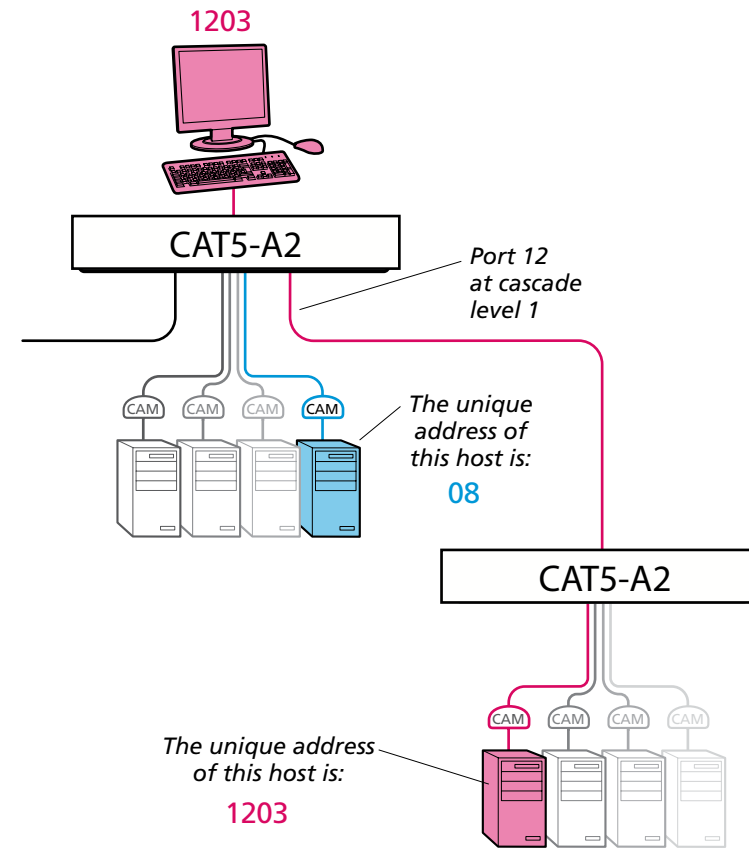 1203
CAT5-A2
Port 12
at cascade
level 1
CAM CAM CAM CAM
The unique
address of
this host is:
08
CAT5-A2
CAM CAM CAM CAM
The unique address
of this host is:
1203